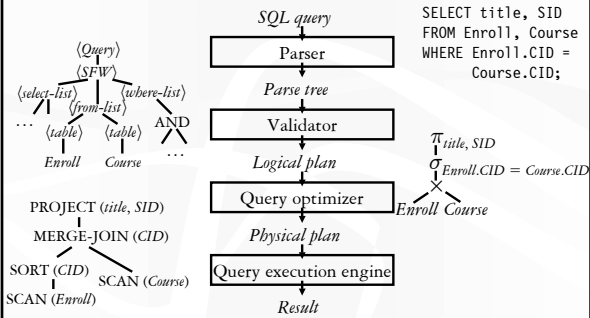 SQL query
Parser
Parse tree
Validator
Logical plan
Query optimizer
Physical plan
Query execution engine
Result
SELECT title, SID
FROM Enroll, Course
WHERE Enroll.CID =
Course.CID;
⟨Query⟩
⟨SFW⟩
⟨select-list⟩ ⟨where-list⟩
⟨from-list⟩
… ⟨table⟩ ⟨table⟩ AND
Enroll Course …
π title, SID
σ Enroll.CID = Course.CID
×
Enroll Course
PROJECT (title, SID)
MERGE-JOIN (CID)
SORT (CID)
SCAN (Course)
SCAN (Enroll)